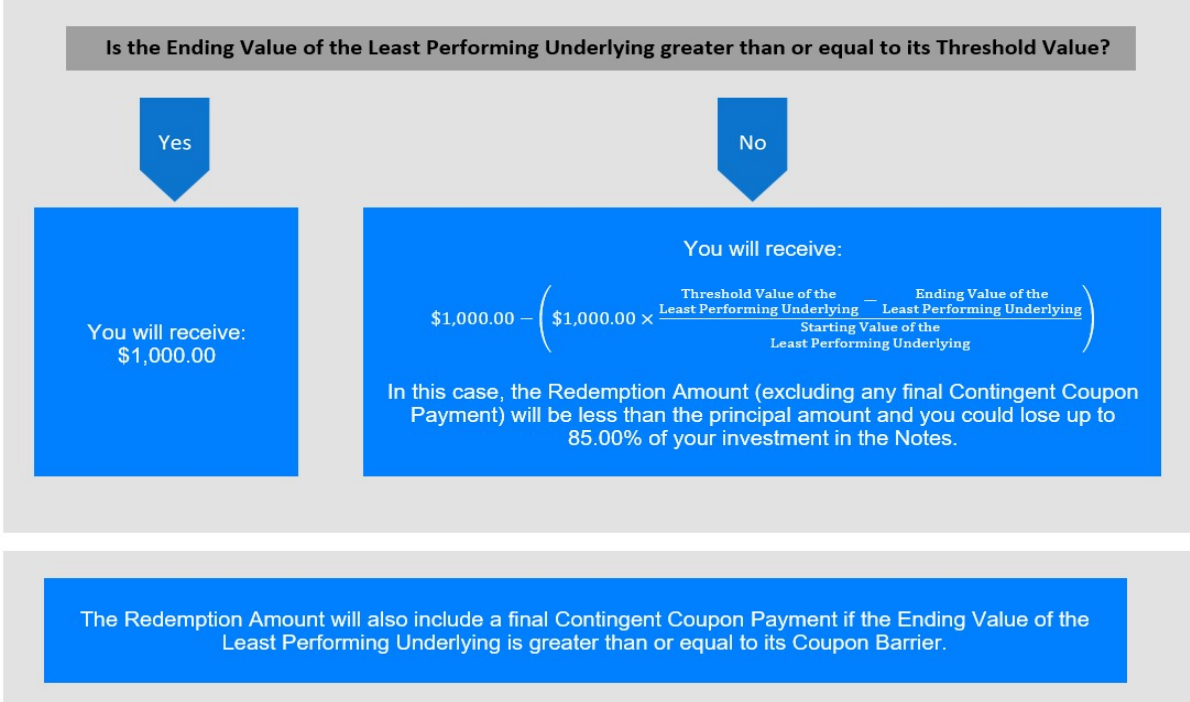 Is the Ending Value of the Least Performing Underlying greater than or equal to its Threshold Value?
Yes
No
You will receive:
$1,000.00
You will receive:
$1,000.00 − ($1,000.00 × (Threshold Value of the Least Performing Underlying − Ending Value of the Least Performing Underlying) / Starting Value of the Least Performing Underlying)
In this case, the Redemption Amount (excluding any final Contingent Coupon
Payment) will be less than the principal amount and you could lose up to
85.00% of your investment in the Notes.
The Redemption Amount will also include a final Contingent Coupon Payment if the Ending Value of the
Least Performing Underlying is greater than or equal to its Coupon Barrier.